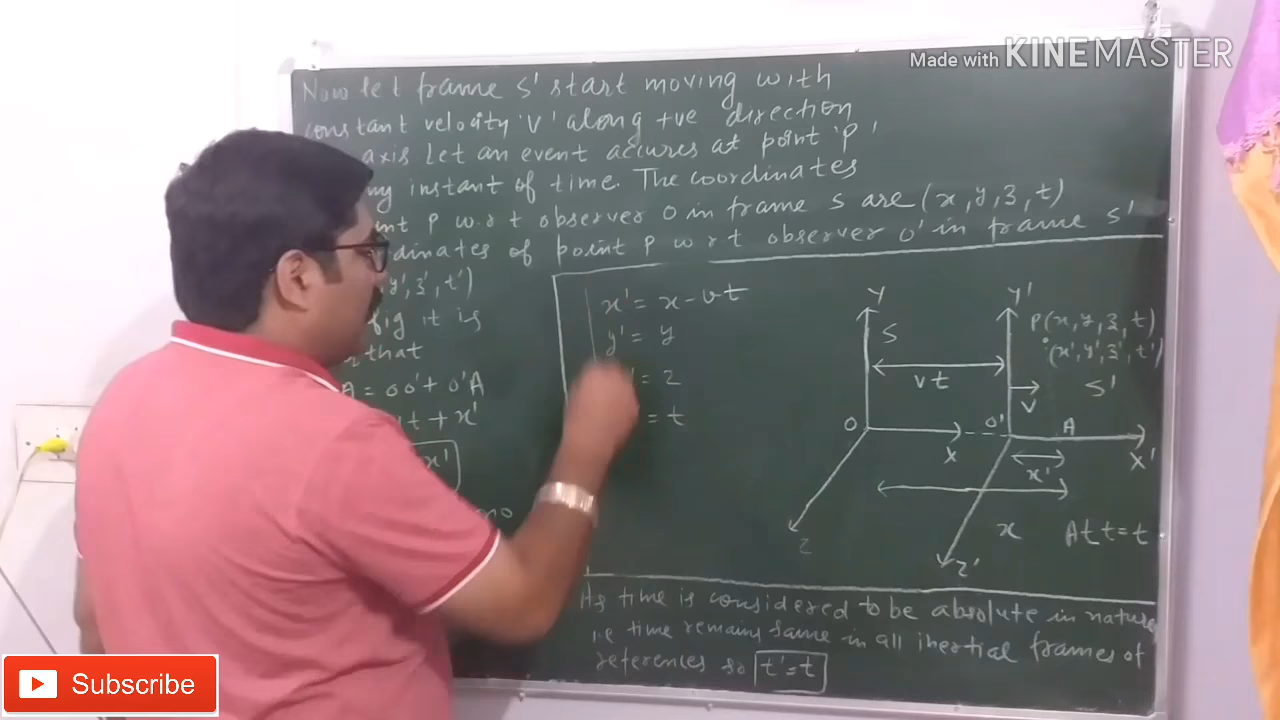 Made with KINEMASTER
Now let frame s' start moving with
constant velocity 'v' along +ve direction
axis Let an event accures at point 'P'
instant of time. The coordinates
P w.r.t observer O in frame s are (x, y, z, t)
dinates of point P w r t observer o' in frame s'
y', z', t')
fig it is
that
A = oo' + o'A
t + x'
x'
x' = x - vt
y' = y
' = z
= t
Y
Y'
S
P(x, y, z, t)
(x', y', z', t')
vt
v
S'
O
O'
A
X
x'
X'
x
At t = t
z
z'
As time is considered to be absolute in nature
i.e time remains same in all inertial frames of
references so t' = t
Subscribe